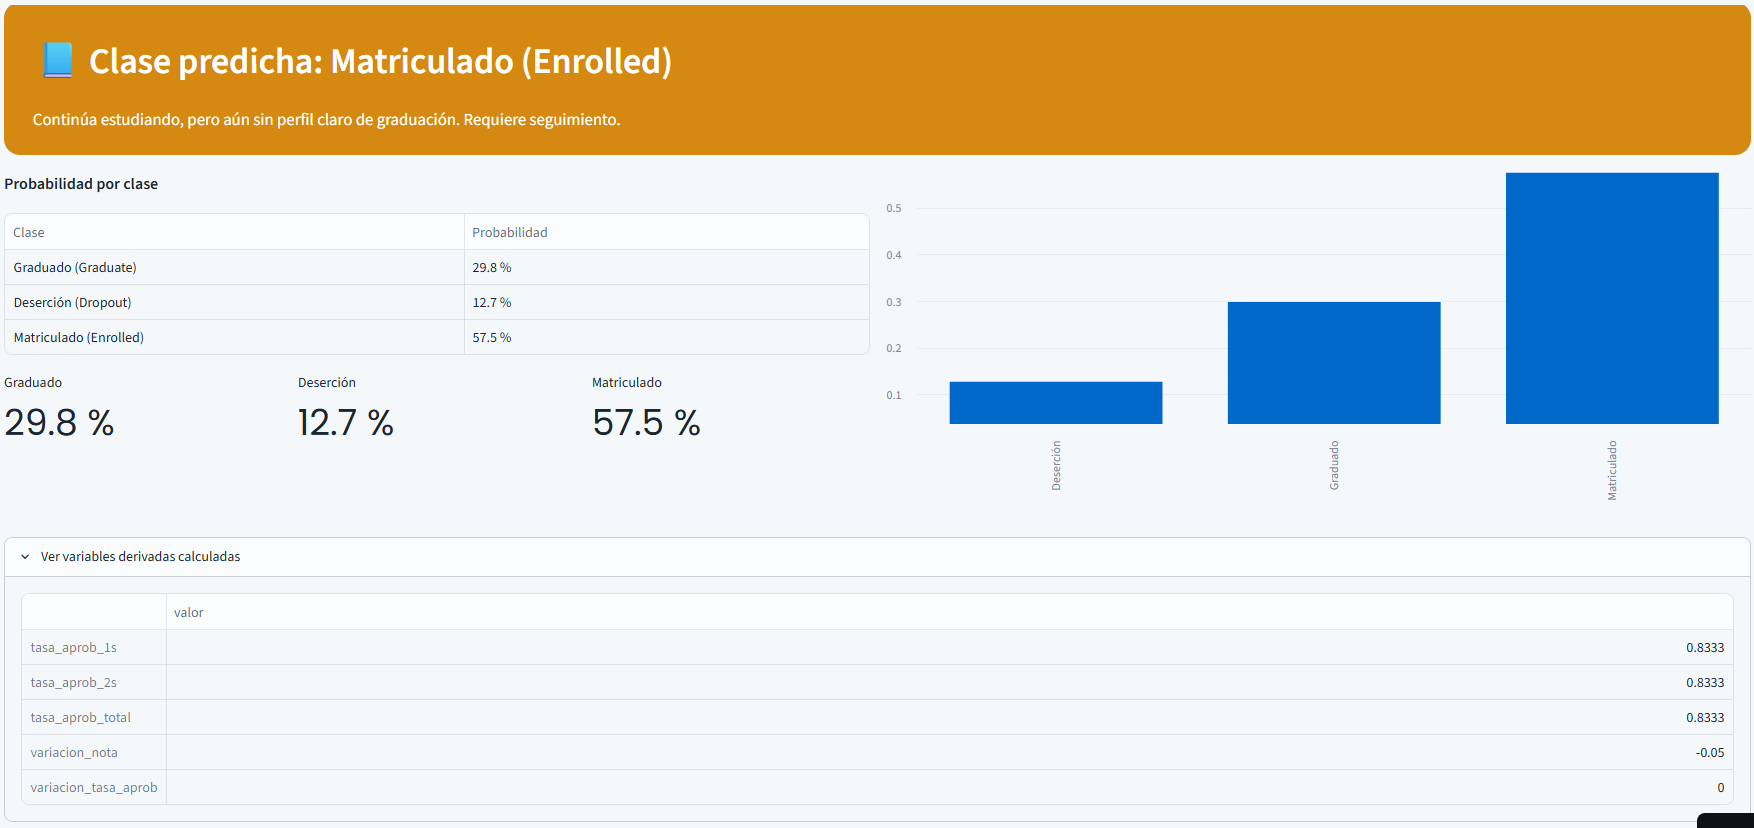 Clase predicha: Matriculado (Enrolled)
Continúa estudiando, pero aún sin perfil claro de graduación. Requiere seguimiento.
Probabilidad por clase
Clase Probabilidad
Graduado (Graduate) 29.8 %
Deserción (Dropout) 12.7 %
Matriculado (Enrolled) 57.5 %
Graduado Deserción Matriculado
29.8 % 12.7 % 57.5 %
0.5
0.4
0.3
0.2
0.1
Deserción
Graduado
Matriculado
Ver variables derivadas calculadas
valor
tasa_aprob_1s 0.8333
tasa_aprob_2s 0.8333
tasa_aprob_total 0.8333
variacion_nota -0.05
variacion_tasa_aprob 0